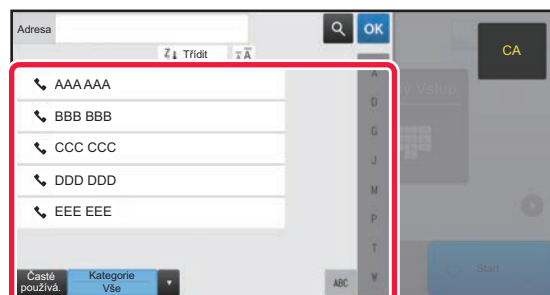 Adresa
OK
CA
Třídit
A
AAA AAA
D
BBB BBB
G
CCC CCC
J
DDD DDD
M
EEE EEE
P
T
Časté
používá.
Kategorie
Vše
ABC
W
Vstup
Start